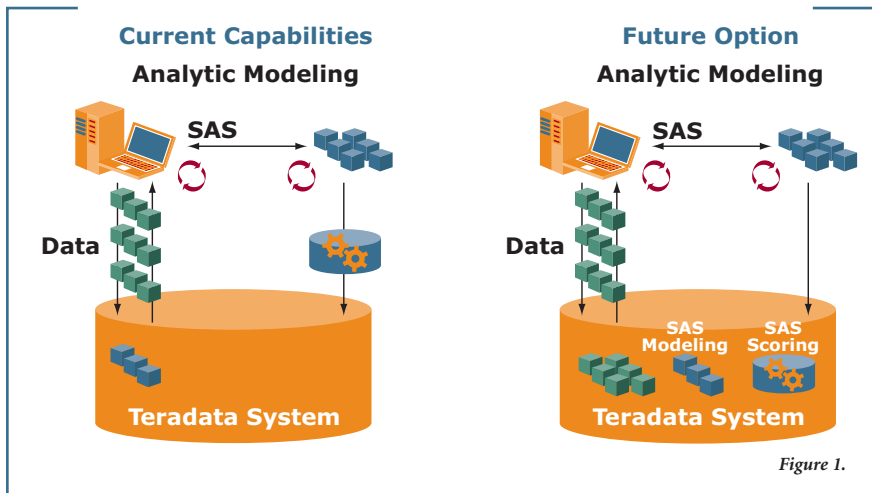 Current Capabilities
Analytic Modeling
SAS
Data
Teradata System
Future Option
Analytic Modeling
SAS
Data
SAS
Modeling
SAS
Scoring
Teradata System
Figure 1.